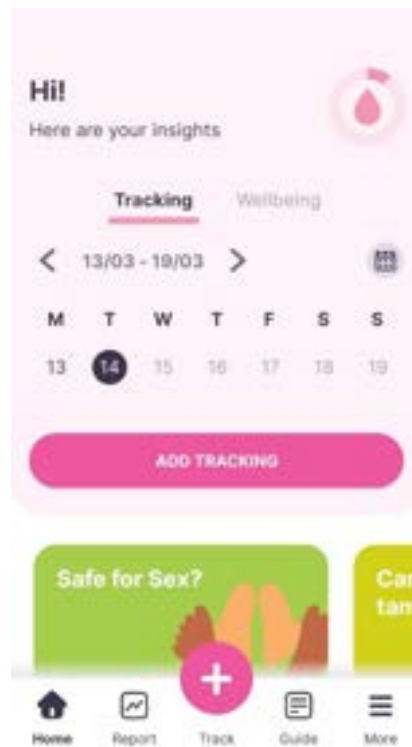 Hi!
Here are your insights
Tracking Wellbeing
13/03 - 19/03
M T W T F S S
13 14 15 16 17 18 19
ADD TRACKING
Safe for Sex?
Home Report Track Guide More